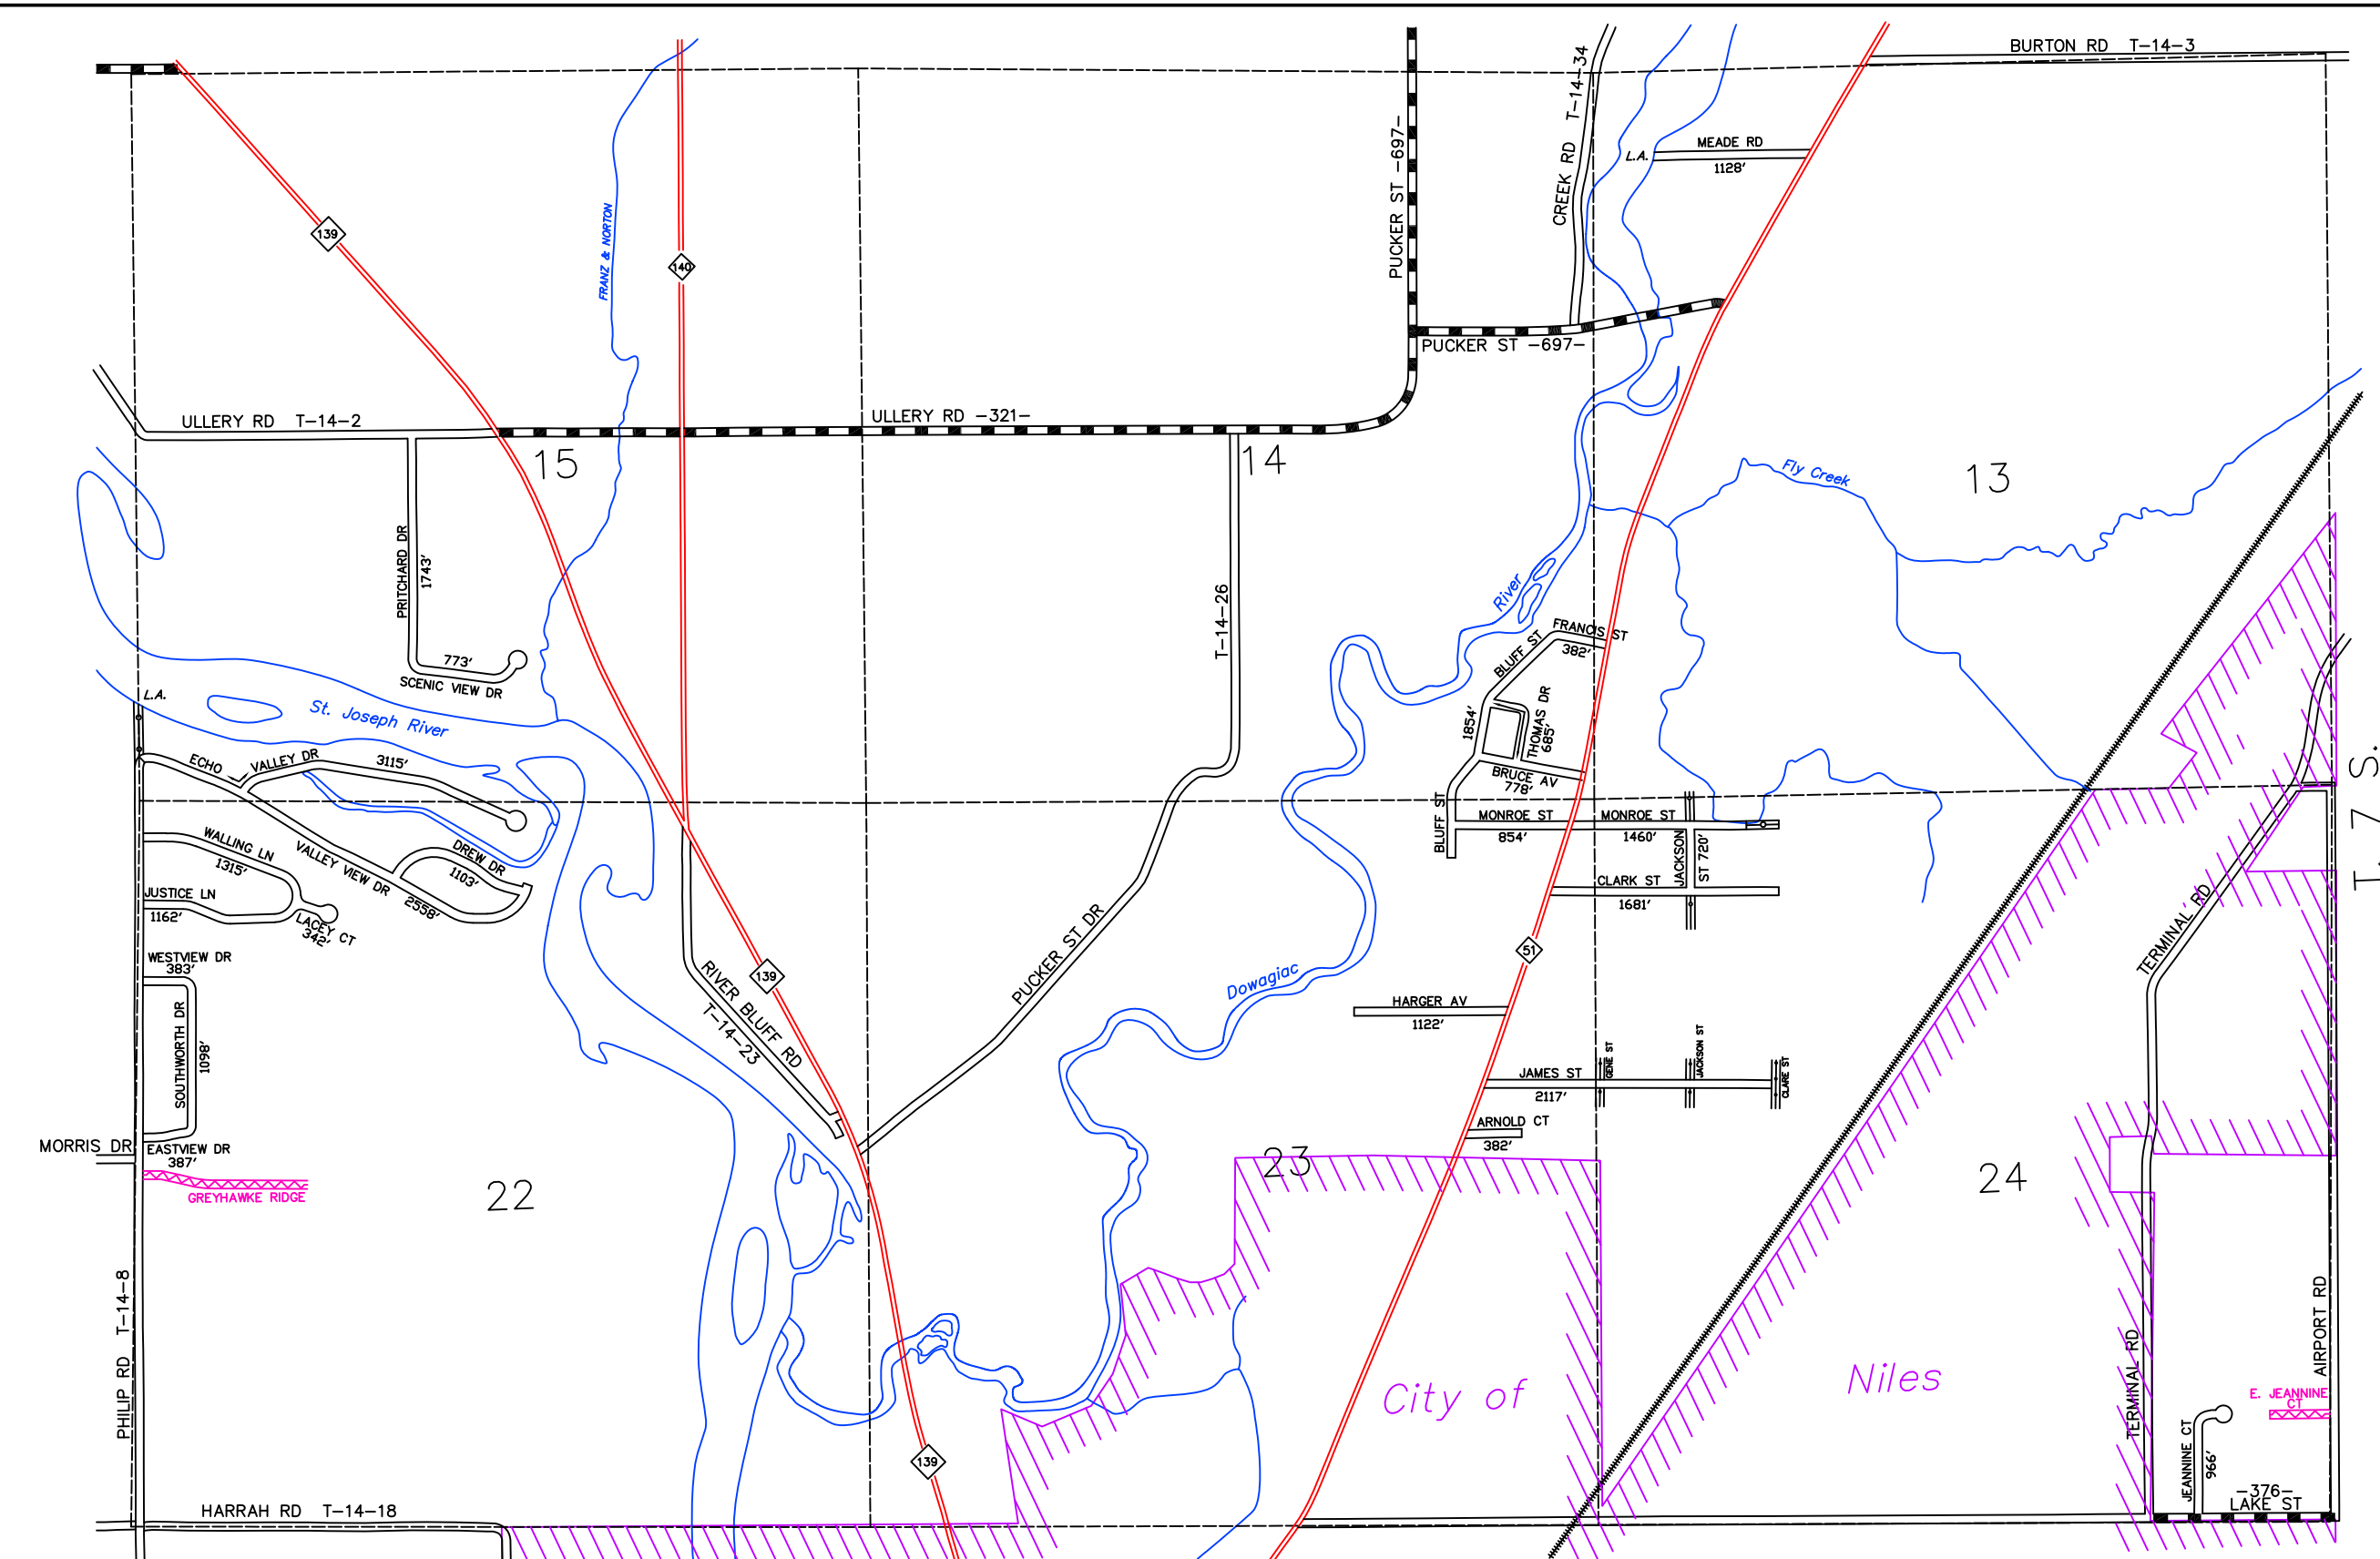 BURTON RD T-14-3
CREEK RD T-14-34
PUCKER ST -697-
MEADE RD
L.A.
1128'
139
FRANZ & NORTON
140
PUCKER ST -697-
ULLERY RD T-14-2
ULLERY RD -321-
15
14
13
Fly Creek
PRITCHARD DR
1743'
River
T-14-26
773'
SCENIC VIEW DR
L.A.
St. Joseph River
FRANCIS ST
382'
BLUFF ST
1854'
THOMAS DR
685'
BRUCE AV
778'
ECHO VALLEY DR
3115'
T. 7 S.
BLUFF ST
MONROE ST
854'
MONROE ST
1460'
JACKSON
ST 720'
WALLING LN
1315'
VALLEY VIEW DR
2558'
DREW DR
1103'
JUSTICE LN
1162'
LACEY CT
342'
CLARK ST
1681'
TERMINAL RD
WESTVIEW DR
383'
SOUTHWORTH DR
1098'
RIVER BLUFF RD
T-14-23
139
PUCKER ST DR
Dowagiac
51
HARGER AV
1122'
JAMES ST
2117'
GENE ST
JACKSON ST
CLARE ST
ARNOLD CT
382'
MORRIS DR
EASTVIEW DR
387'
GREYHAWKE RIDGE
22
23
24
PHILIP RD T-14-8
City of
Niles
TERMINAL RD
AIRPORT RD
E. JEANNINE
CT
JEANNINE CT
966'
139
-376-
LAKE ST
HARRAH RD T-14-18